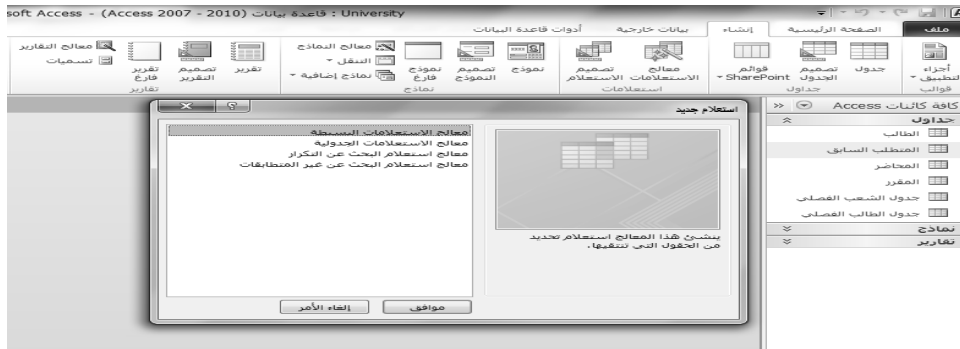 University : قاعدة بيانات (Access 2007 - 2010) - soft Access
ملف الصفحة الرئيسية إنشاء بيانات خارجية أدوات قاعدة البيانات
أجزاء التطبيق
جدول
تصميم الجدول
قوائم SharePoint
معالج الاستعلامات
تصميم الاستعلام
نموذج
تصميم النموذج
نموذج فارغ
معالج النماذج
التنقل
نماذج إضافية
تقرير
تصميم التقرير
تقرير فارغ
معالج التقارير
تسميات
قوالب جداول استعلامات نماذج تقارير
كافة كائنات Access
جداول
الطالب
المتطلب السابق
المحاضر
المقرر
جدول الشعب الفصلي
جدول الطالب الفصلي
نماذج
تقارير
استعلام جديد
معالج الاستعلامات البسيطة
معالج الاستعلامات الجدولية
معالج استعلام البحث عن التكرار
معالج استعلام البحث عن غير المتطابقات
ينشئ هذا المعالج استعلام تحديد
من الحقول التي تنتقيها.
موافق إلغاء الأمر